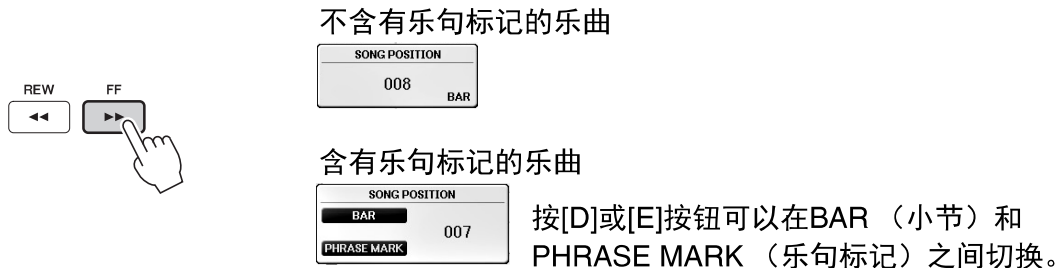 不含有乐句标记的乐曲
SONG POSITION
008
BAR
REW
FF
含有乐句标记的乐曲
SONG POSITION
BAR
007
PHRASE MARK
按[D]或[E]按钮可以在BAR （小节）和
PHRASE MARK （乐句标记）之间切换。